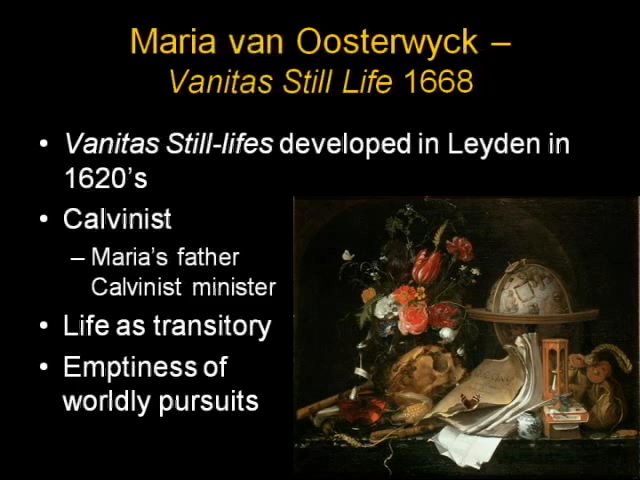 Maria van Oosterwyck –
Vanitas Still Life 1668
• Vanitas Still-lifes developed in Leyden in
1620's
• Calvinist
– Maria's father
Calvinist minister
• Life as transitory
• Emptiness of
worldly pursuits